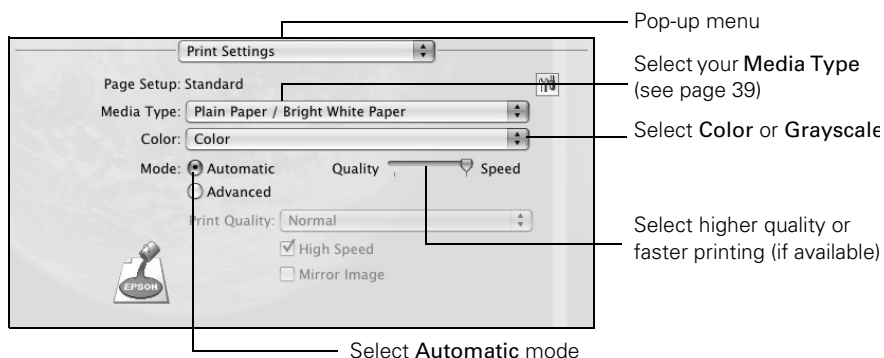 Pop-up menu
Print Settings
Select your Media Type
(see page 39)
Page Setup: Standard
Media Type: Plain Paper / Bright White Paper
Select Color or Grayscale
Color: Color
Mode: Automatic Quality Speed
Advanced
Print Quality: Normal
Select higher quality or
faster printing (if available)
High Speed
Mirror Image
EPSON
Select Automatic mode